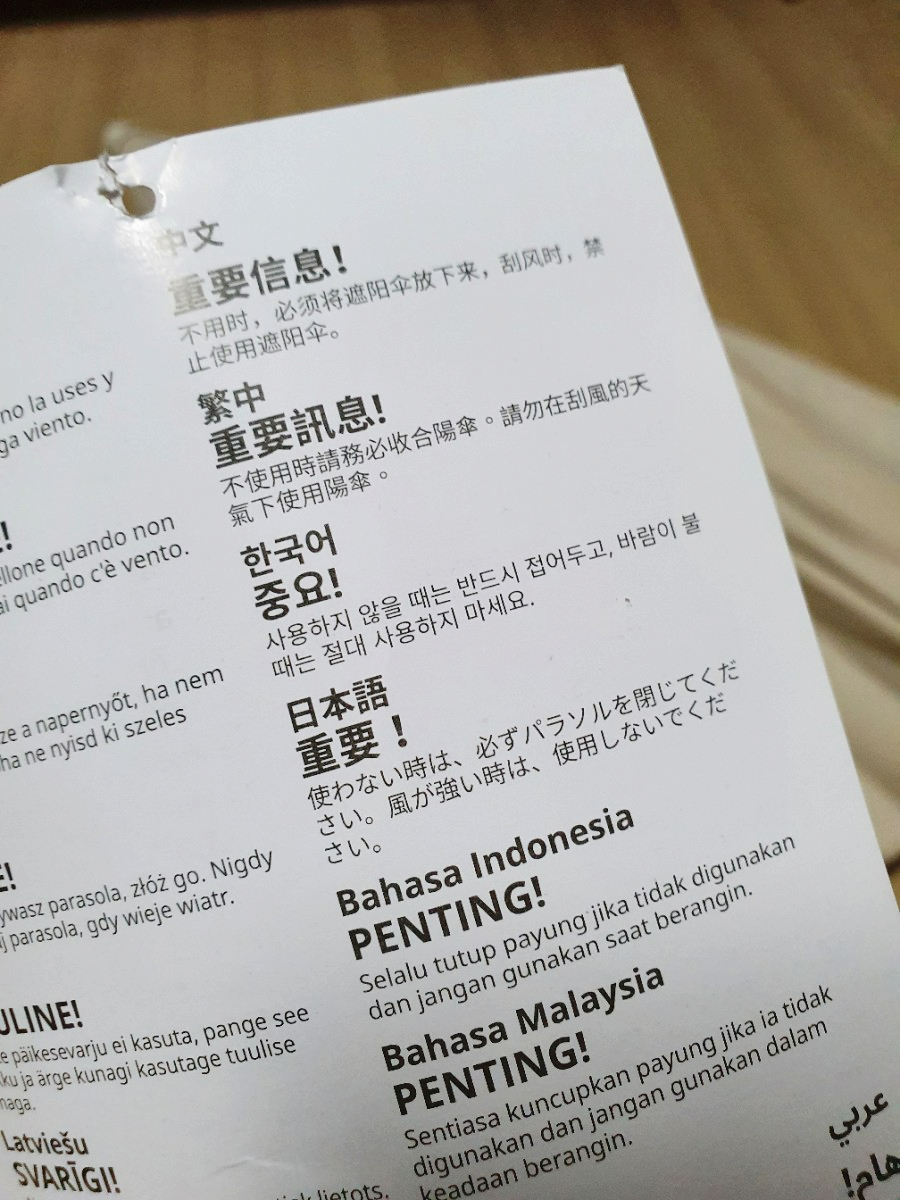 no la uses y
ga viento.
!
llone quando non
ai quando c'è vento.
ze a napernyőt, ha nem
ha ne nyisd ki szeles
E!
ywasz parasola, złóż go. Nigdy
j parasola, gdy wieje wiatr.
ULINE!
päikesevarju ei kasuta, pange see
ku ja ärge kunagi kasutage tuulise
maga.
Latviešu
SVARĪGI!
lietots.
中文
重要信息!
不用时，必须将遮阳伞放下来，刮风时，禁
止使用遮阳伞。
繁中
重要訊息!
不使用時請務必收合陽傘。請勿在刮風的天
氣下使用陽傘。
한국어
중요!
사용하지 않을 때는 반드시 접어두고, 바람이 불
때는 절대 사용하지 마세요.
日本語
重要！
使わない時は、必ずパラソルを閉じてくだ
さい。風が強い時は、使用しないでくだ
さい。
Bahasa Indonesia
PENTING!
Selalu tutup payung jika tidak digunakan
dan jangan gunakan saat berangin.
Bahasa Malaysia
PENTING!
Sentiasa kuncupkan payung jika ia tidak
digunakan dan jangan gunakan dalam
keadaan berangin.
عربي
هام!